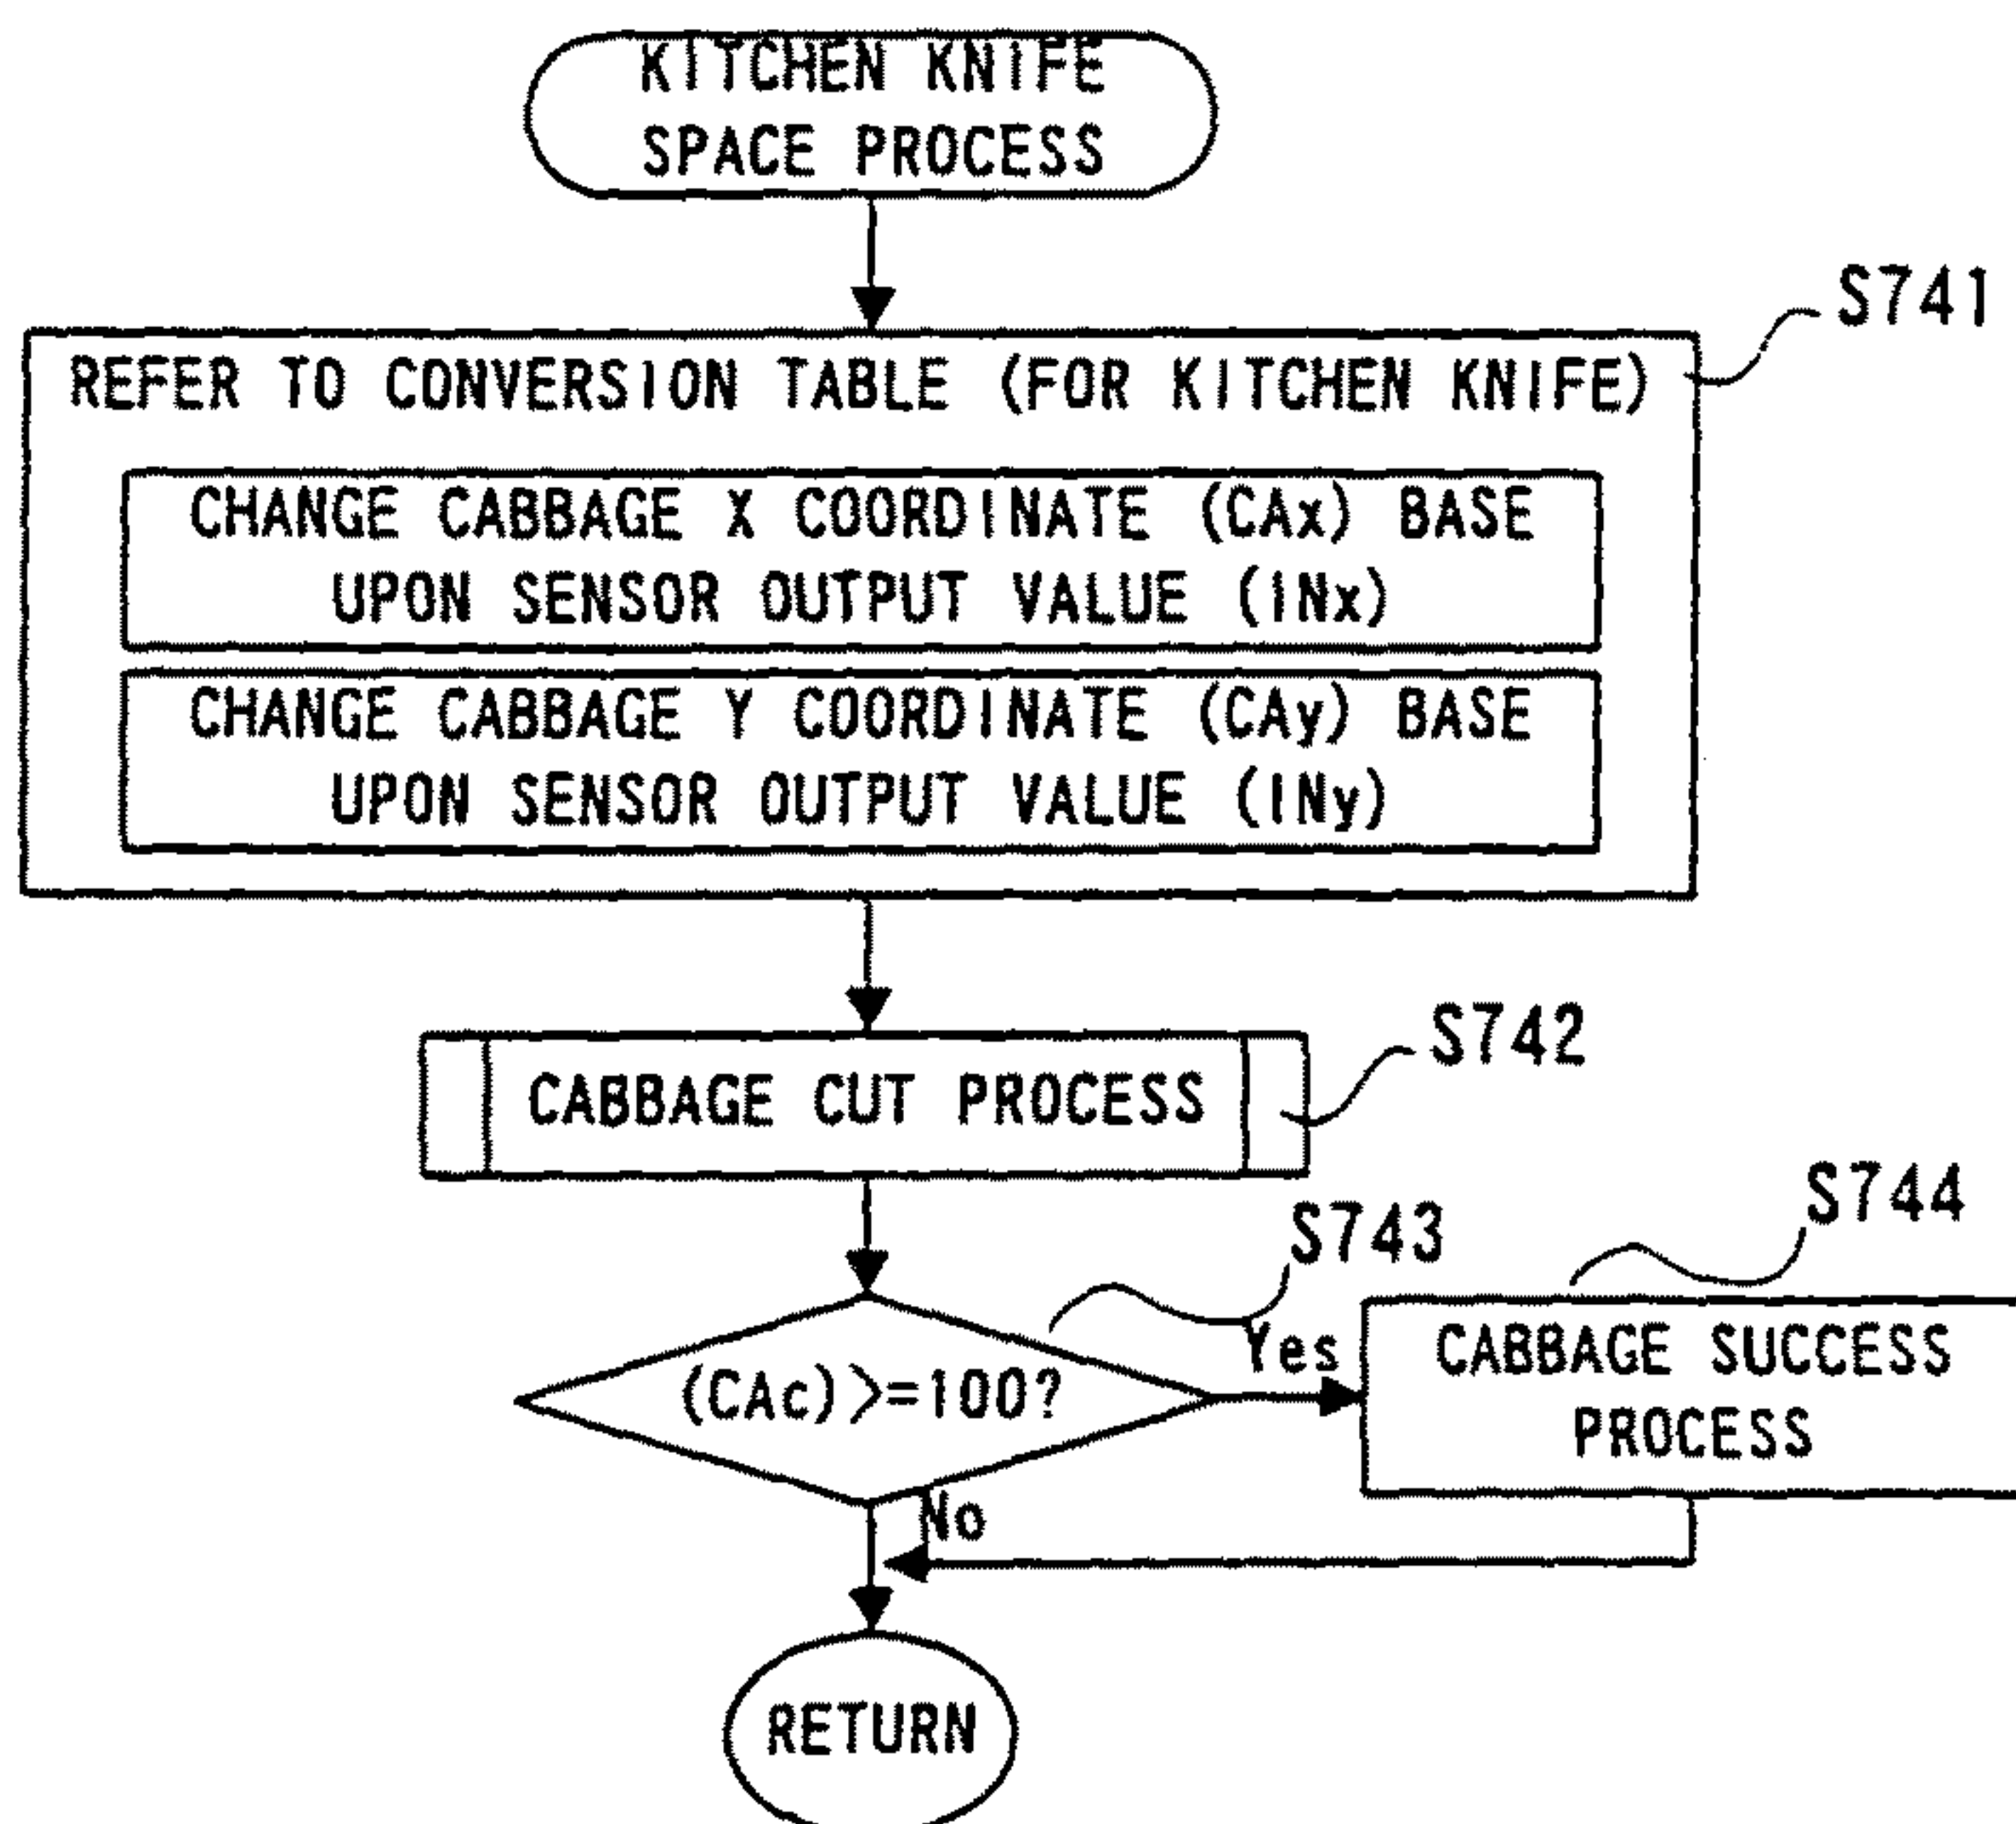 KITCHEN KNIFE
SPACE PROCESS
S741
REFER TO CONVERSION TABLE (FOR KITCHEN KNIFE)
CHANGE CABBAGE X COORDINATE (CAx) BASE
UPON SENSOR OUTPUT VALUE (INx)
CHANGE CABBAGE Y COORDINATE (CAy) BASE
UPON SENSOR OUTPUT VALUE (INy)
S742
CABBAGE CUT PROCESS
S743
S744
(CAc)>=100?
Yes
CABBAGE SUCCESS
PROCESS
No
RETURN